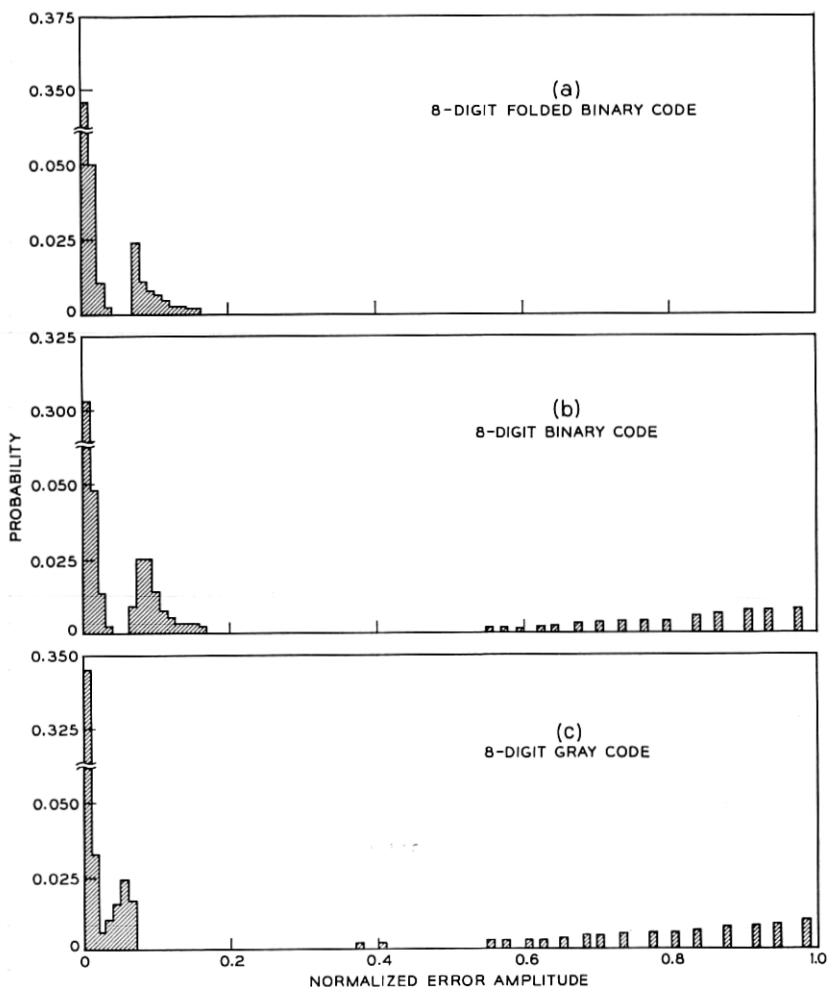 0.375
(a)
8-DIGIT FOLDED BINARY CODE
0.350
0.050
0.025
0
0.325
(b)
8-DIGIT BINARY CODE
0.300
0.050
0.025
0
PROBABILITY
0.350
(c)
8-DIGIT GRAY CODE
0.325
0.050
0.025
0
0 0.2 0.4 0.6 0.8 1.0
NORMALIZED ERROR AMPLITUDE